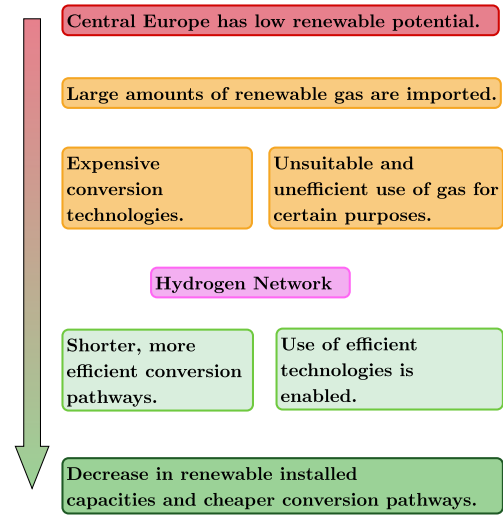 Central Europe has low renewable potential.
Large amounts of renewable gas are imported.
Expensive
conversion
technologies.
Unsuitable and
unefficient use of gas for
certain purposes.
Hydrogen Network
Shorter, more
efficient conversion
pathways.
Use of efficient
technologies is
enabled.
Decrease in renewable installed
capacities and cheaper conversion pathways.